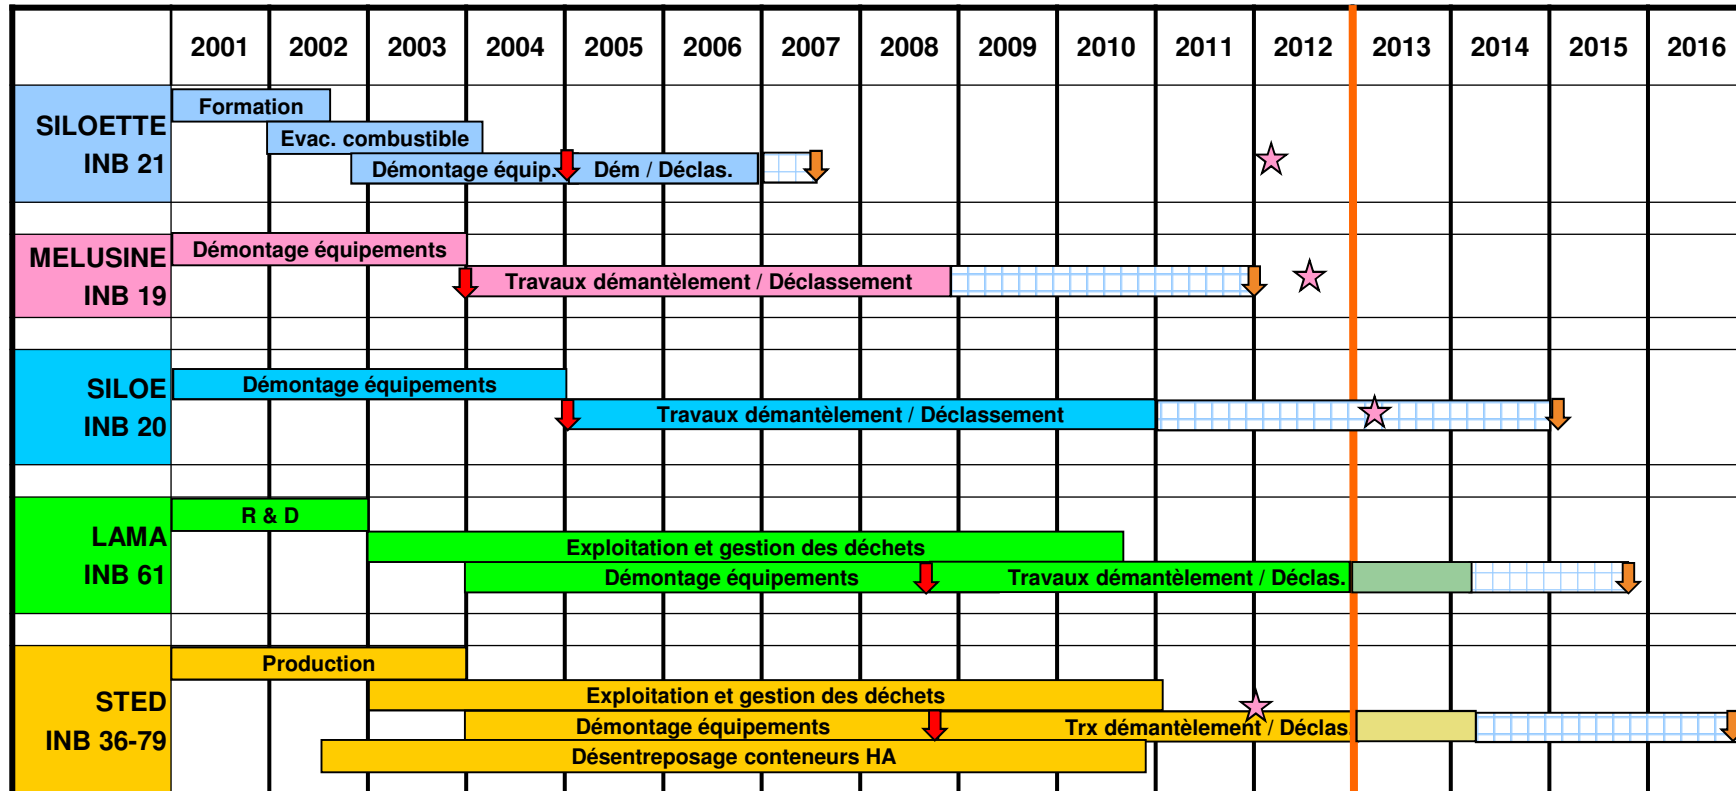 2001 2002 2003 2004 2005 2006 2007 2008 2009 2010 2011 2012 2013 2014 2015 2016
SILOETTE
INB 21
Formation
Evac. combustible
Démontage équip.
Dém / Déclas.
MELUSINE
INB 19
Démontage équipements
Travaux démantèlement / Déclassement
SILOE
INB 20
Démontage équipements
Travaux démantèlement / Déclassement
LAMA
INB 61
R & D
Exploitation et gestion des déchets
Démontage équipements
Travaux démantèlement / Déclas.
STED
INB 36-79
Production
Exploitation et gestion des déchets
Démontage équipements
Trx démantèlement / Déclas
Désentreposage conteneurs HA